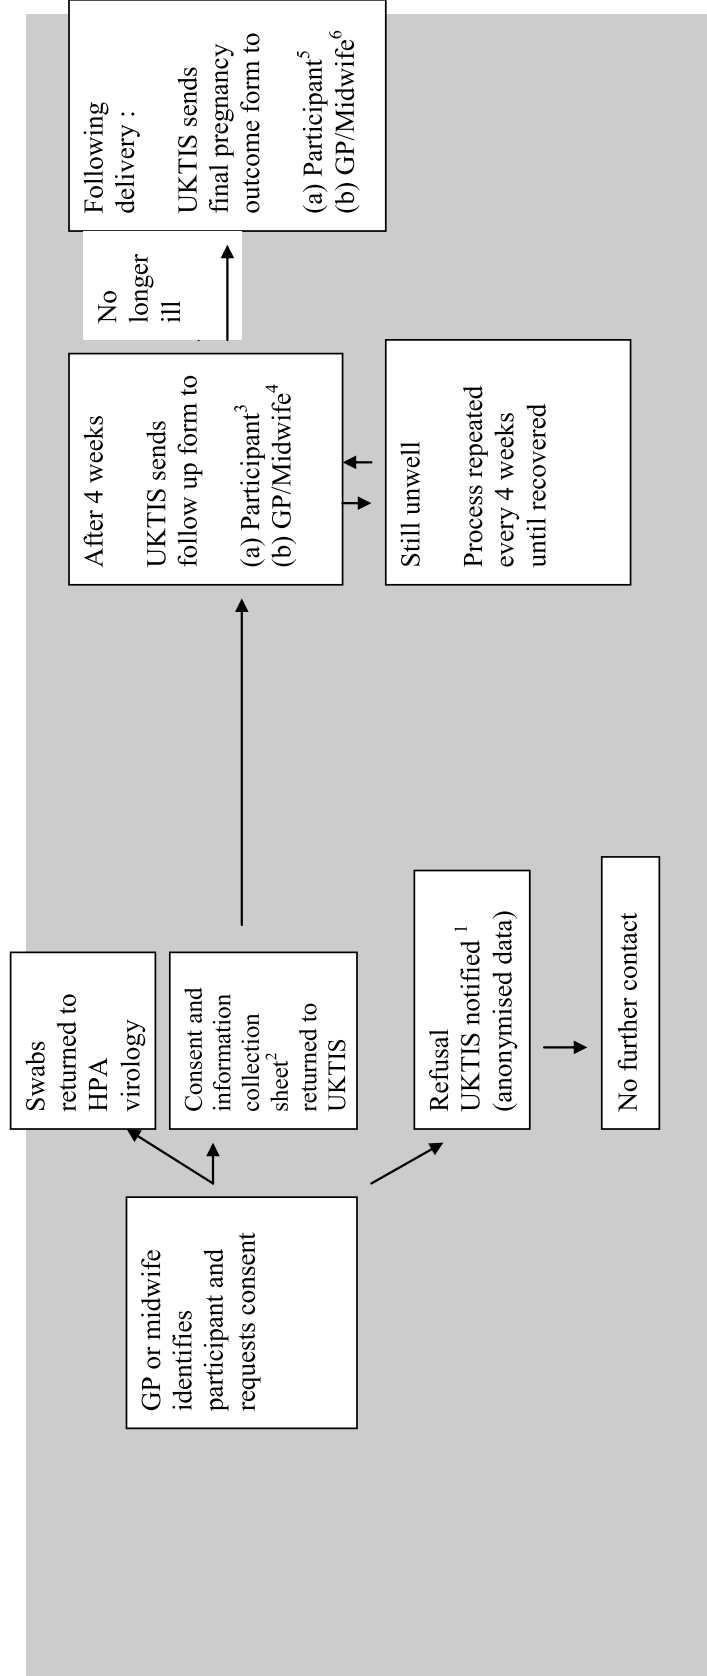 GP or midwife
identifies
participant and
requests consent
Swabs
returned to
HPA
virology
Consent and
information
collection
sheet²
returned to
UKTIS
Refusal
UKTIS notified ¹
(anonymised data)
No further contact
After 4 weeks
UKTIS sends
follow up form to
(a) Participant³
(b) GP/Midwife⁴
Still unwell
Process repeated
every 4 weeks
until recovered
No
longer
ill
Following
delivery :
UKTIS sends
final pregnancy
outcome form to
(a) Participant⁵
(b) GP/Midwife⁶